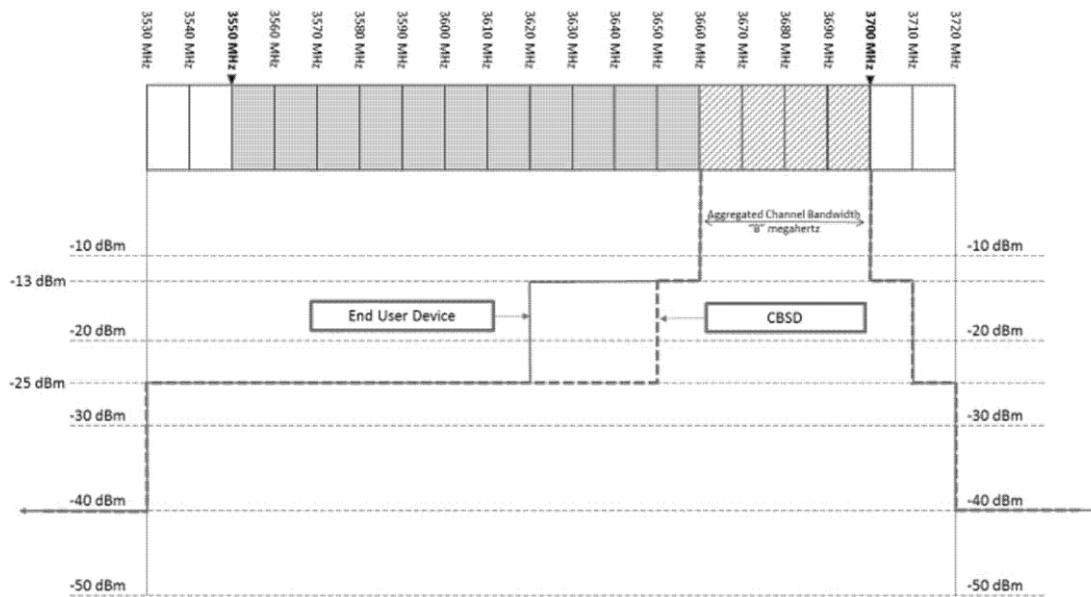 3530 MHz
3540 MHz
3550 MHz
3560 MHz
3570 MHz
3580 MHz
3590 MHz
3600 MHz
3610 MHz
3620 MHz
3630 MHz
3640 MHz
3650 MHz
3660 MHz
3670 MHz
3680 MHz
3690 MHz
3700 MHz
3710 MHz
3720 MHz
Aggregated Channel Bandwidth
"B" megahertz
-10 dBm
-10 dBm
-13 dBm
End User Device
CBSD
-20 dBm
-20 dBm
-25 dBm
-30 dBm
-30 dBm
-40 dBm
-40 dBm
-50 dBm
-50 dBm